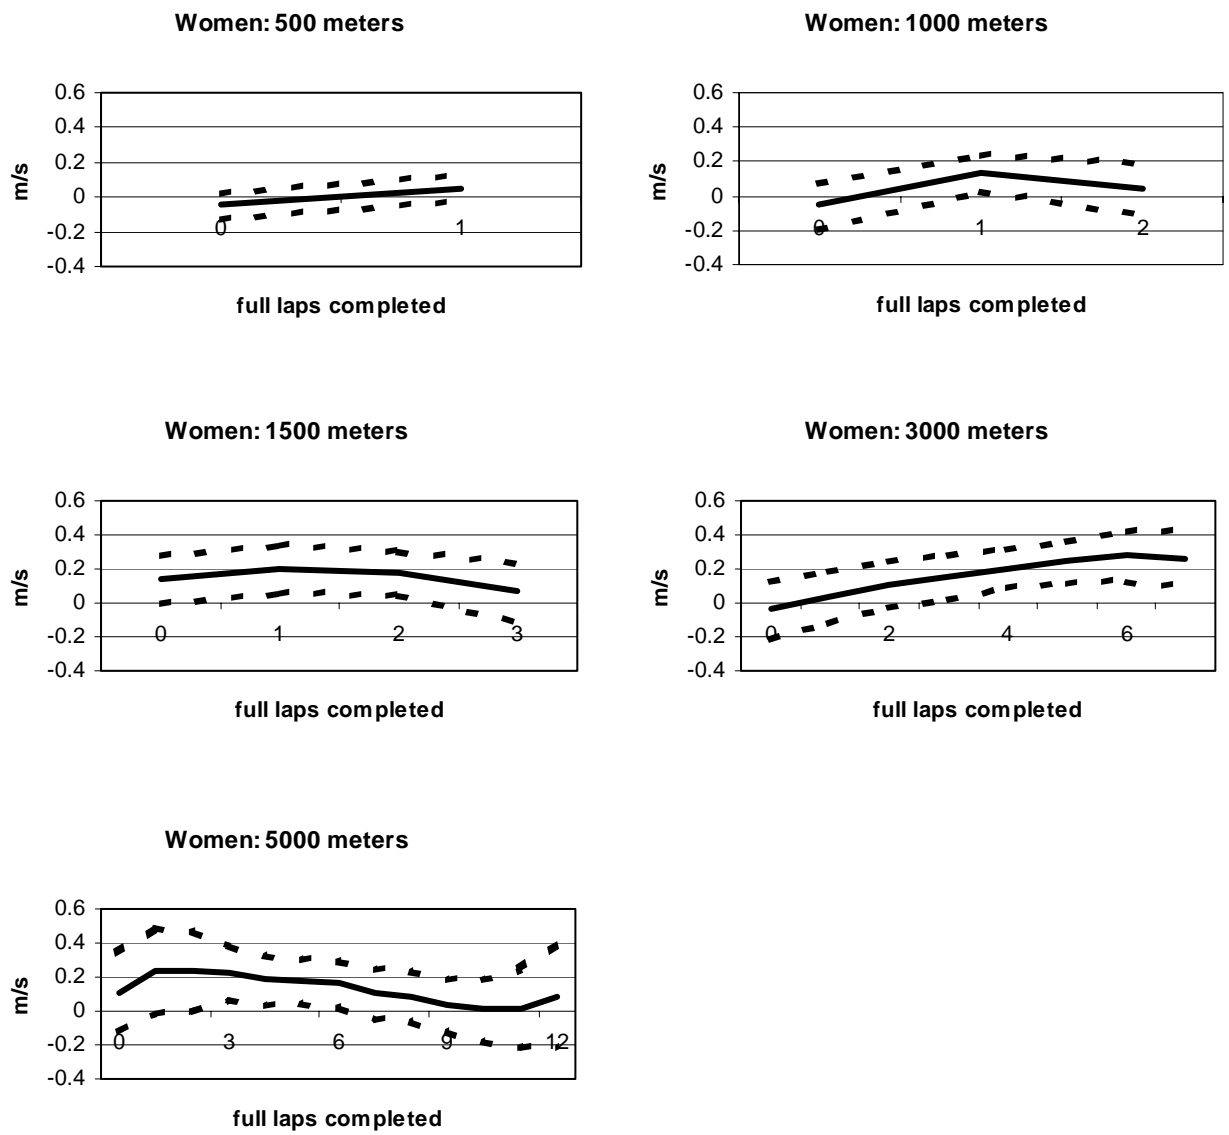 Women: 500 meters
0.6
0.4
0.2
0
-0.2
-0.4
m/s
0 1
full laps completed
Women: 1000 meters
0.6
0.4
0.2
0
-0.2
-0.4
m/s
0 1 2
full laps completed
Women: 1500 meters
0.6
0.4
0.2
0
-0.2
-0.4
m/s
0 1 2 3
full laps completed
Women: 3000 meters
0.6
0.4
0.2
0
-0.2
-0.4
m/s
0 2 4 6
full laps completed
Women: 5000 meters
0.6
0.4
0.2
0
-0.2
-0.4
m/s
0 3 6 9 12
full laps completed